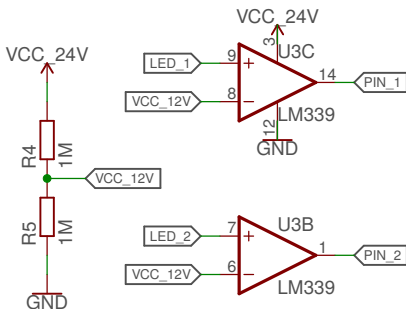 VCC_24V
R4
1M
VCC_12V
R5
1M
GND
VCC_24V
3
U3C
LED_1
9
+
14
PIN_1
VCC_12V
8
−
LM339
12
GND
U3B
LED_2
7
+
1
PIN_2
VCC_12V
6
−
LM339